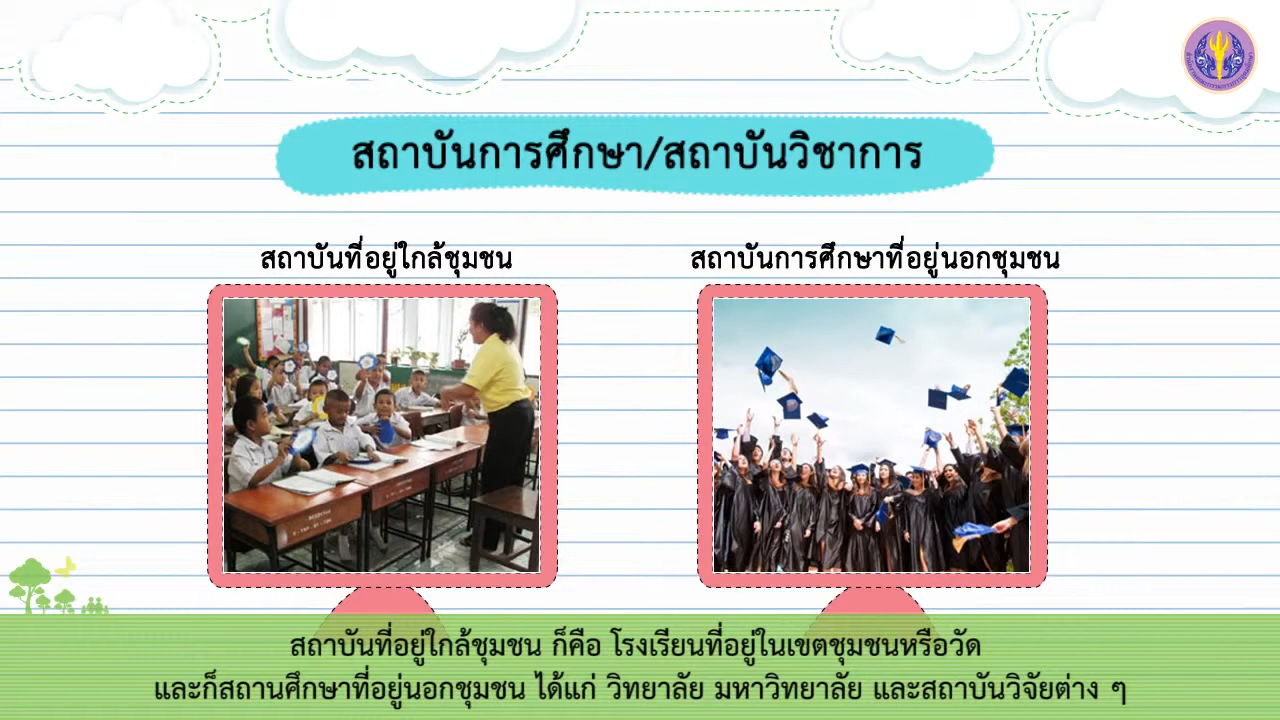 สถาบันการศึกษา/สถาบันวิชาการ
สถาบันที่อยู่ใกล้ชุมชน
สถาบันการศึกษาที่อยู่นอกชุมชน
สถาบันที่อยู่ใกล้ชุมชน ก็คือ โรงเรียนที่อยู่ในเขตชุมชนหรือวัด
และก็สถานศึกษาที่อยู่นอกชุมชน ได้แก่ วิทยาลัย มหาวิทยาลัย และสถาบันวิจัยต่าง ๆ